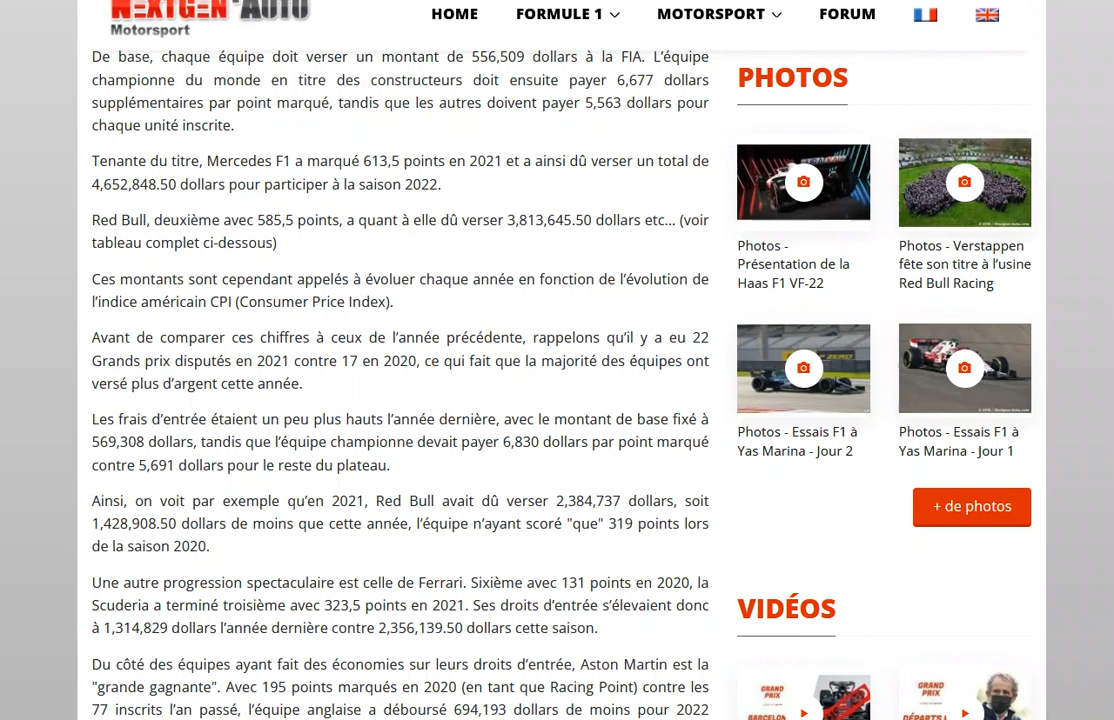 NEXTGEN-AUTO
Motorsport
HOME
FORMULE 1
MOTORSPORT
FORUM
De base, chaque équipe doit verser un montant de 556,509 dollars à la FIA. L’équipe
championne du monde en titre des constructeurs doit ensuite payer 6,677 dollars
supplémentaires par point marqué, tandis que les autres doivent payer 5,563 dollars pour
chaque unité inscrite.
Tenante du titre, Mercedes F1 a marqué 613,5 points en 2021 et a ainsi dû verser un total de
4,652,848.50 dollars pour participer à la saison 2022.
Red Bull, deuxième avec 585,5 points, a quant à elle dû verser 3,813,645.50 dollars etc... (voir
tableau complet ci-dessous)
Ces montants sont cependant appelés à évoluer chaque année en fonction de l’évolution de
l’indice américain CPI (Consumer Price Index).
Avant de comparer ces chiffres à ceux de l’année précédente, rappelons qu’il y a eu 22
Grands prix disputés en 2021 contre 17 en 2020, ce qui fait que la majorité des équipes ont
versé plus d’argent cette année.
Les frais d’entrée étaient un peu plus hauts l’année dernière, avec le montant de base fixé à
569,308 dollars, tandis que l’équipe championne devait payer 6,830 dollars par point marqué
contre 5,691 dollars pour le reste du plateau.
Ainsi, on voit par exemple qu’en 2021, Red Bull avait dû verser 2,384,737 dollars, soit
1,428,908.50 dollars de moins que cette année, l’équipe n’ayant scoré "que" 319 points lors
de la saison 2020.
Une autre progression spectaculaire est celle de Ferrari. Sixième avec 131 points en 2020, la
Scuderia a terminé troisième avec 323,5 points en 2021. Ses droits d’entrée s’élevaient donc
à 1,314,829 dollars l’année dernière contre 2,356,139.50 dollars cette saison.
Du côté des équipes ayant fait des économies sur leurs droits d’entrée, Aston Martin est la
"grande gagnante". Avec 195 points marqués en 2020 (en tant que Racing Point) contre les
77 inscrits l’an passé, l’équipe anglaise a déboursé 694,193 dollars de moins pour 2022
PHOTOS
Photos -
Présentation de la
Haas F1 VF-22
Photos - Verstappen
fête son titre à l’usine
Red Bull Racing
Photos - Essais F1 à
Yas Marina - Jour 2
Photos - Essais F1 à
Yas Marina - Jour 1
+ de photos
VIDÉOS
GRAND
PRIX
GRAND
PRIX